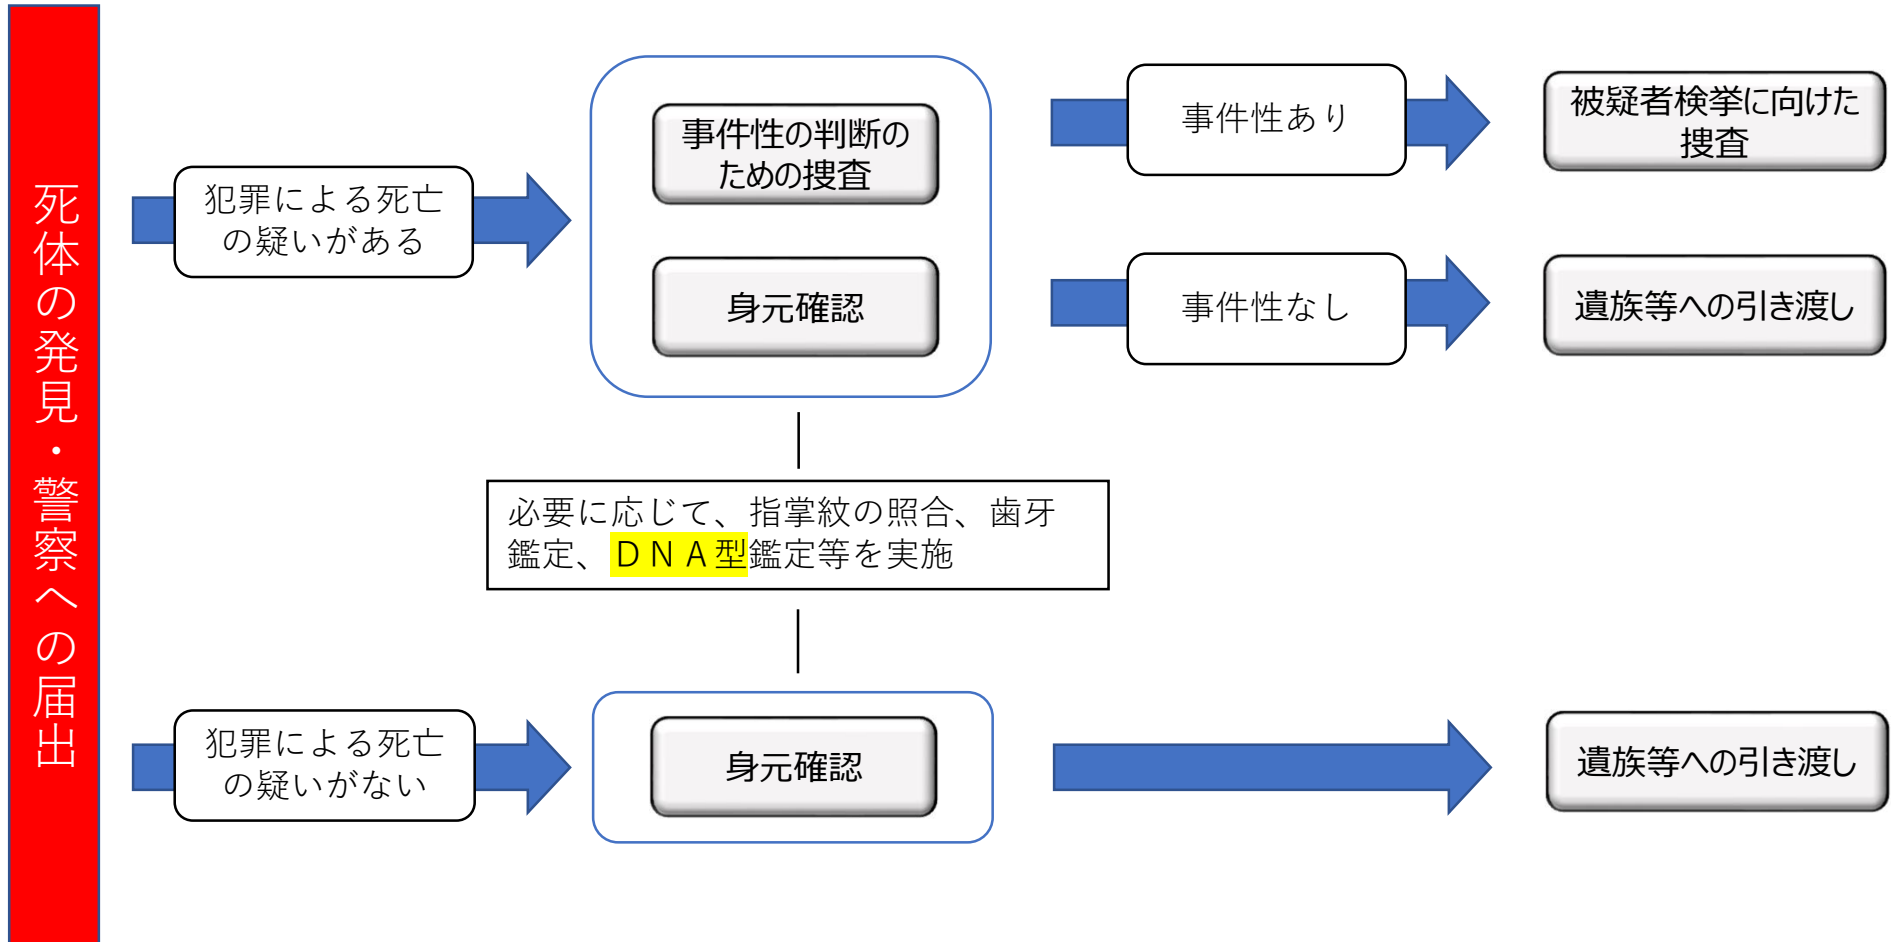 死体の発見・警察への届出
犯罪による死亡
の疑いがある
事件性の判断の
ための捜査
身元確認
事件性あり
被疑者検挙に向けた
捜査
事件性なし
遺族等への引き渡し
必要に応じて、指掌紋の照合、歯牙
鑑定、ＤＮＡ型鑑定等を実施
犯罪による死亡
の疑いがない
身元確認
遺族等への引き渡し